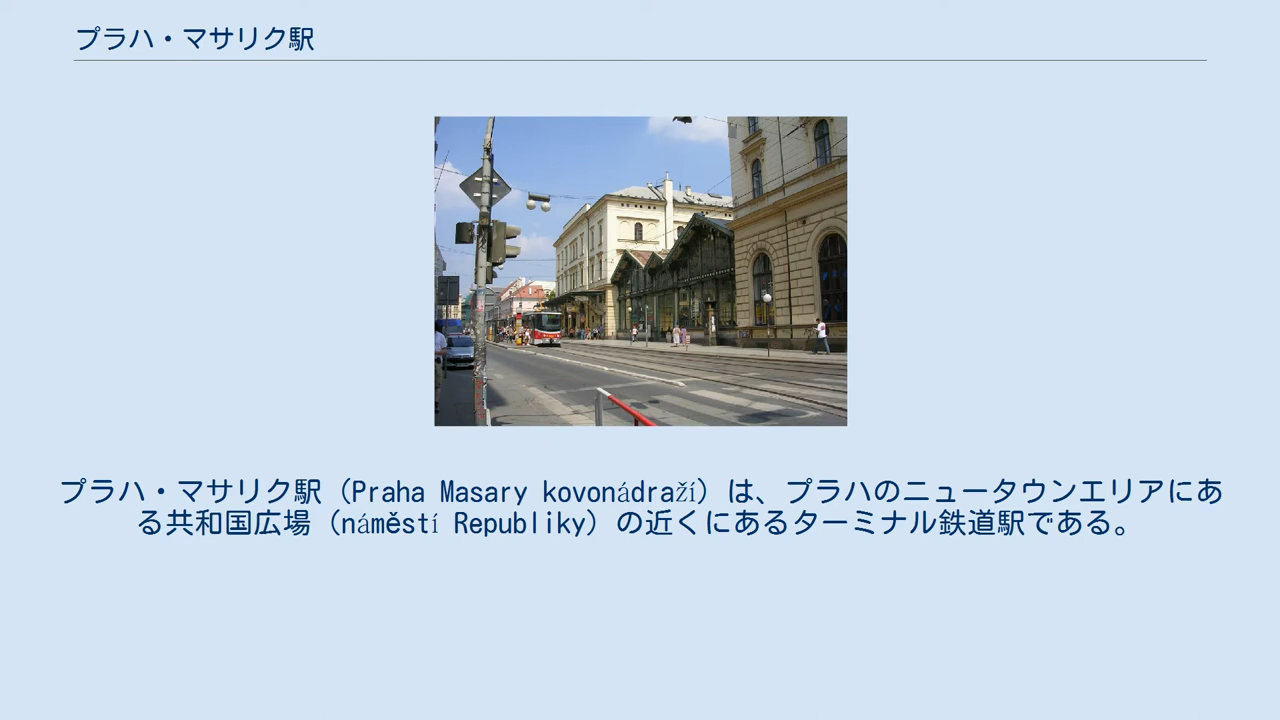 プラハ・マサリク駅
プラハ・マサリク駅（Praha Masary kovonádraží）は、プラハのニュータウンエリアにあ
る共和国広場（náměstí Republiky）の近くにあるターミナル鉄道駅である。